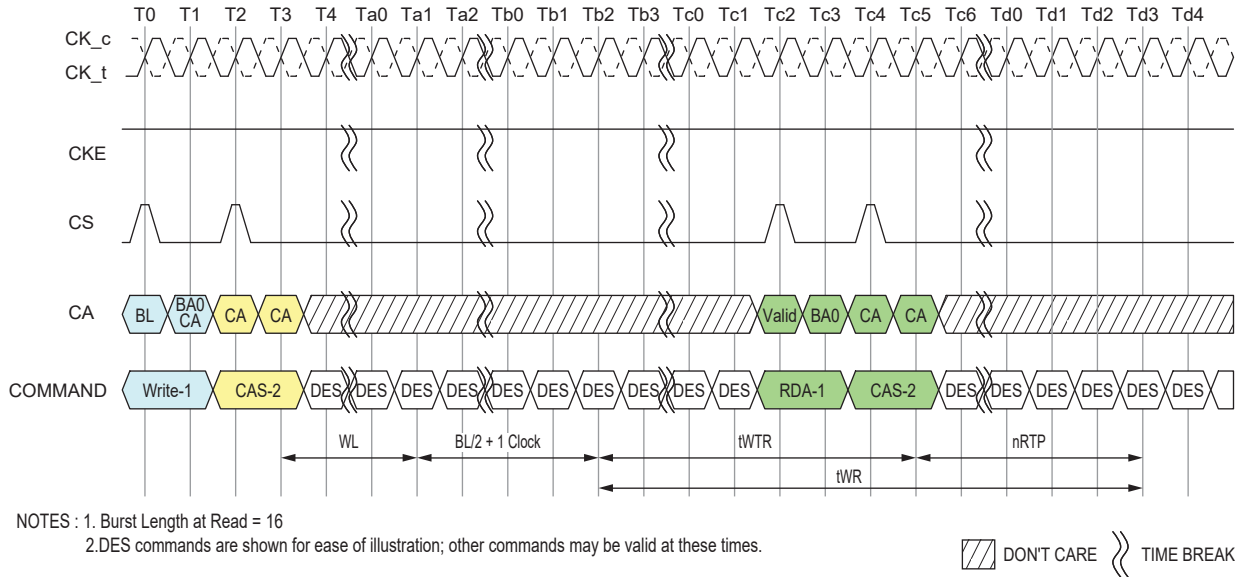 T0 T1 T2 T3 T4 Ta0 Ta1 Ta2 Tb0 Tb1 Tb2 Tb3 Tc0 Tc1 Tc2 Tc3 Tc4 Tc5 Tc6 Td0 Td1 Td2 Td3 Td4
CK_c
CK_t
CKE
CS
CA BL BA0 CA CA CA Valid BA0 CA CA
COMMAND Write-1 CAS-2 DES DES DES DES DES DES DES DES DES DES RDA-1 CAS-2 DES DES DES DES DES DES
WL BL/2 + 1 Clock tWTR nRTP
tWR
NOTES : 1. Burst Length at Read = 16
2.DES commands are shown for ease of illustration; other commands may be valid at these times.
DON'T CARE TIME BREAK